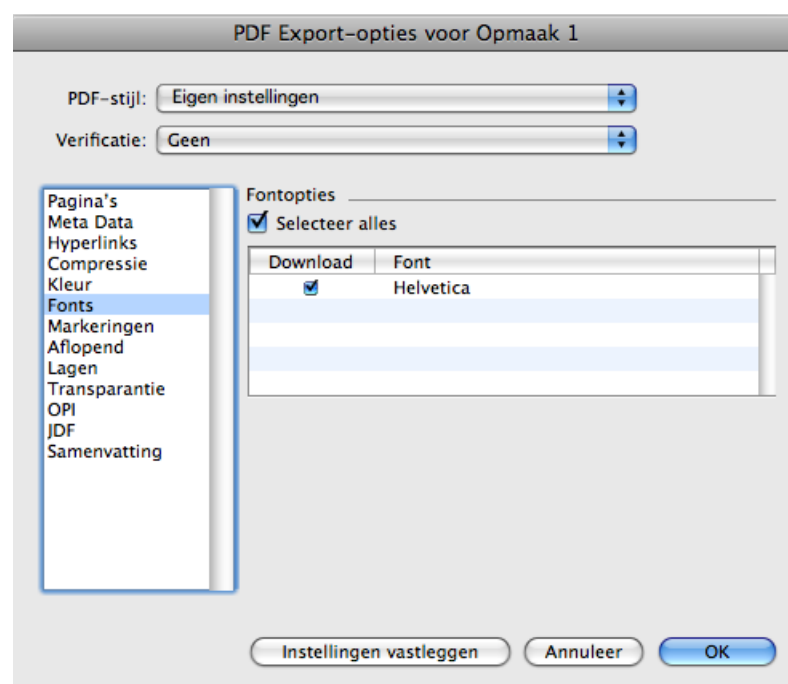 PDF Export-opties voor Opmaak 1
PDF-stijl: Eigen instellingen
Verificatie: Geen
Pagina's
Meta Data
Hyperlinks
Compressie
Kleur
Fonts
Markeringen
Aflopend
Lagen
Transparantie
OPI
JDF
Samenvatting
Fontopties
Selecteer alles
Download Font
Helvetica
Instellingen vastleggen Annuleer OK